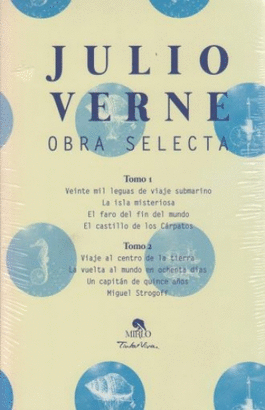 JULIO
VERNE
OBRA SELECTA
Tomo 1
Veinte mil leguas de viaje submarino
La isla misteriosa
El faro del fin del mundo
El castillo de los Cárpatos
Tomo 2
Viaje al centro de la tierra
La vuelta al mundo en ochenta días
Un capitán de quince años
Miguel Strogoff
MIRLO
TintaViva